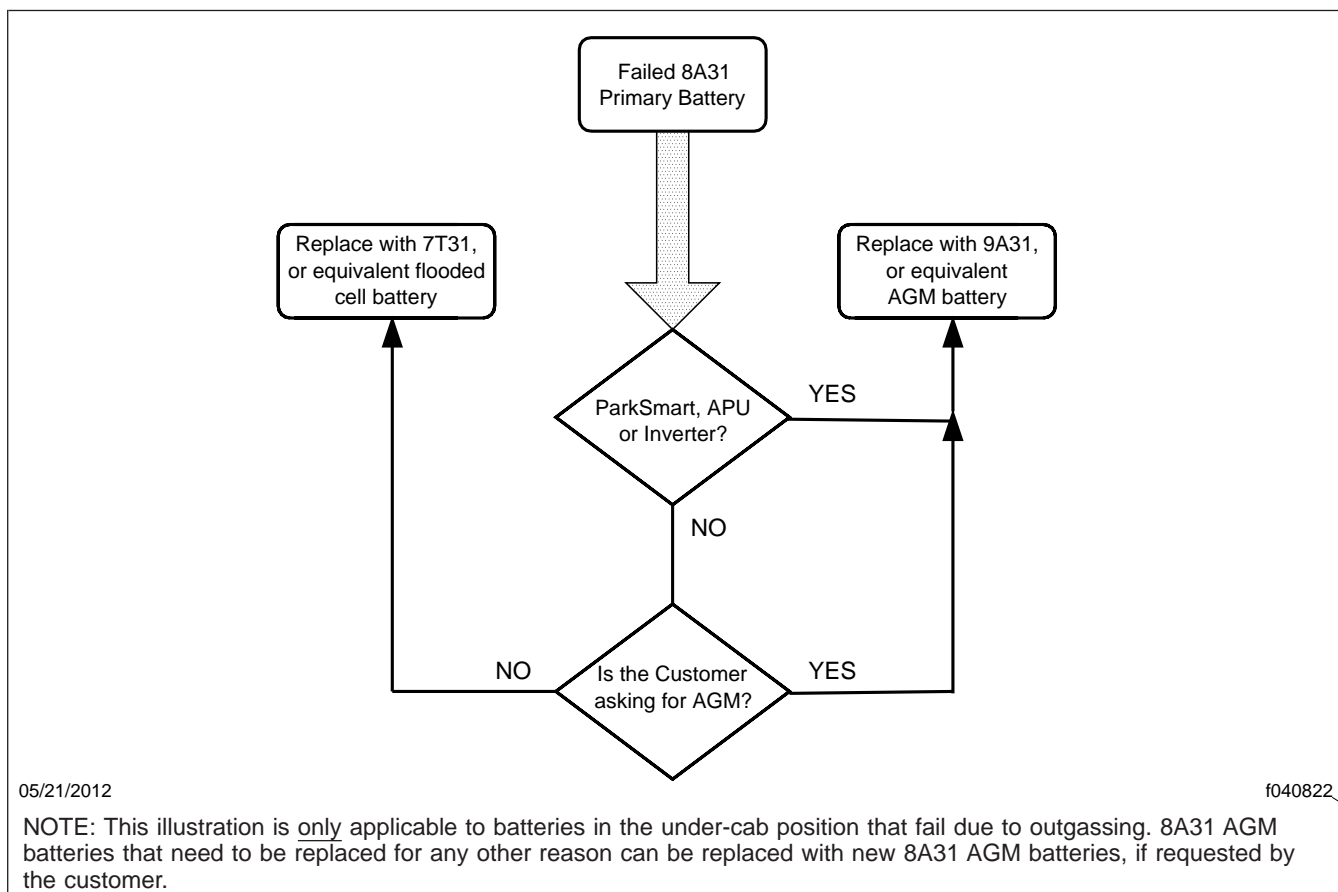 Failed 8A31
Primary Battery
Replace with 7T31,
or equivalent flooded
cell battery
Replace with 9A31,
or equivalent
AGM battery
ParkSmart, APU
or Inverter?
YES
NO
Is the Customer
asking for AGM?
NO
YES
05/21/2012
f040822
NOTE: This illustration is only applicable to batteries in the under-cab position that fail due to outgassing. 8A31 AGM
batteries that need to be replaced for any other reason can be replaced with new 8A31 AGM batteries, if requested by
the customer.